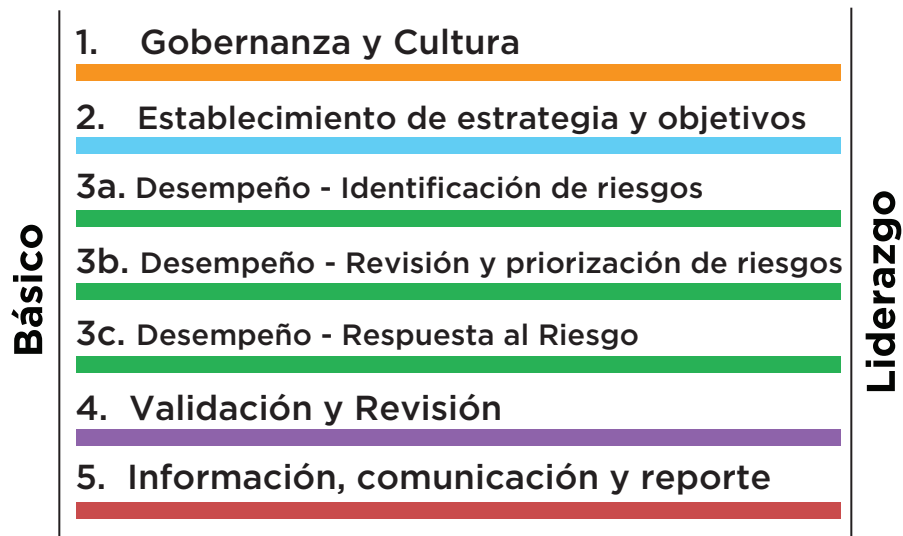 1. Gobernanza y Cultura
2. Establecimiento de estrategia y objetivos
3a. Desempeño - Identificación de riesgos
3b. Desempeño - Revisión y priorización de riesgos
3c. Desempeño - Respuesta al Riesgo
4. Validación y Revisión
5. Información, comunicación y reporte
Básico
Liderazgo